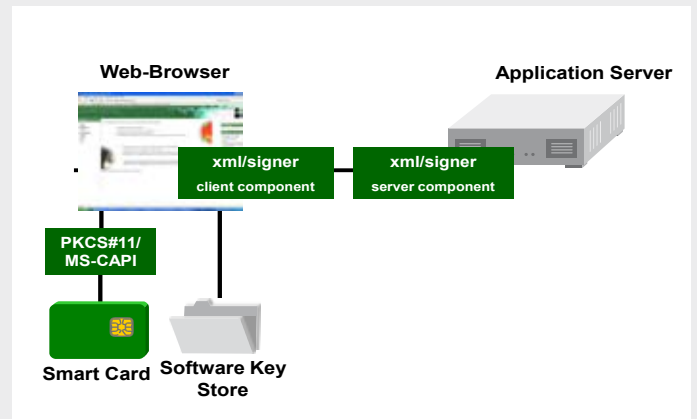 Web-Browser
Application Server
xml/signer
client component
xml/signer
server component
PKCS#11/
MS-CAPI
Smart Card
Software Key
Store